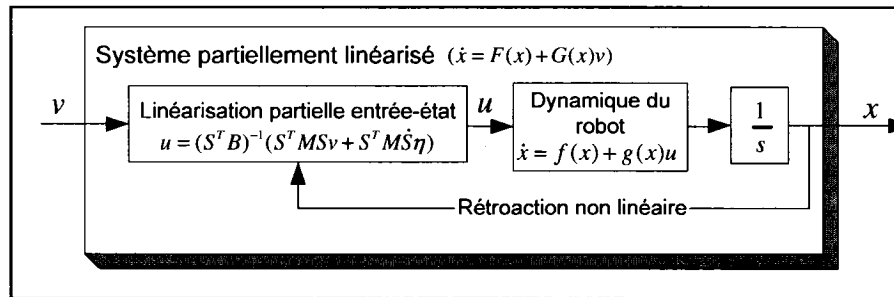 Système partiellement linéarisé (ẋ = F(x)+G(x)v)
v
Linéarisation partielle entrée-état
u = (SᵀB)⁻¹(SᵀMSv + SᵀMṠη)
u
Dynamique du
robot
ẋ = f(x)+g(x)u
1
s
x
Rétroaction non linéaire